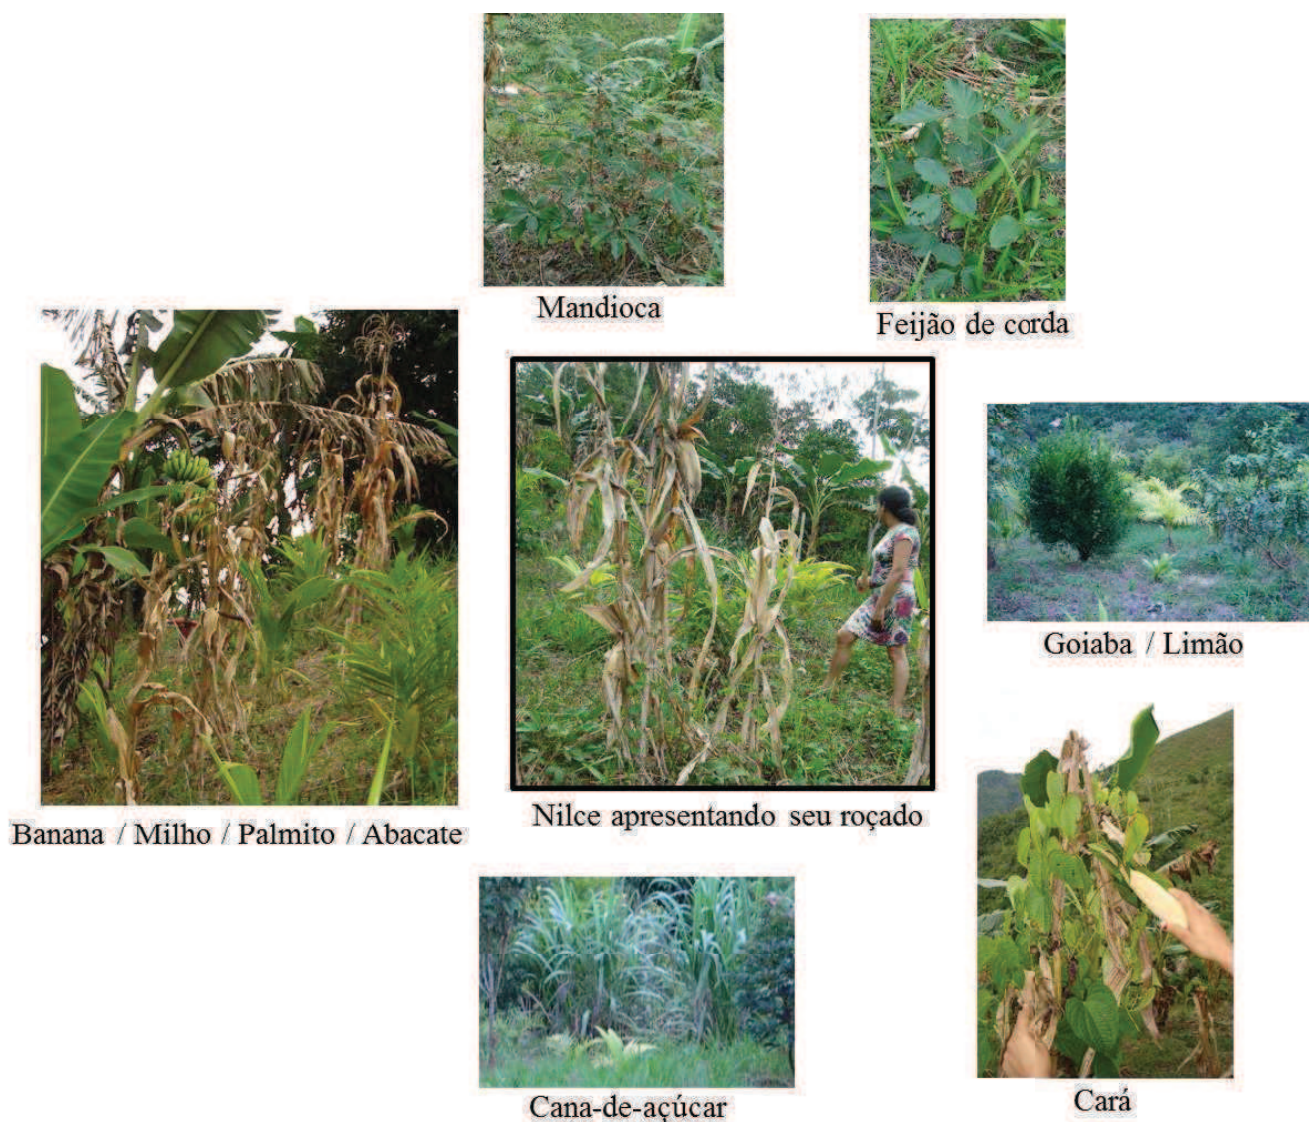 Mandioca
Feijão de corda
Banana / Milho / Palmito / Abacate
Nilce apresentando seu roçado
Goiaba / Limão
Cana-de-açúcar
Cará